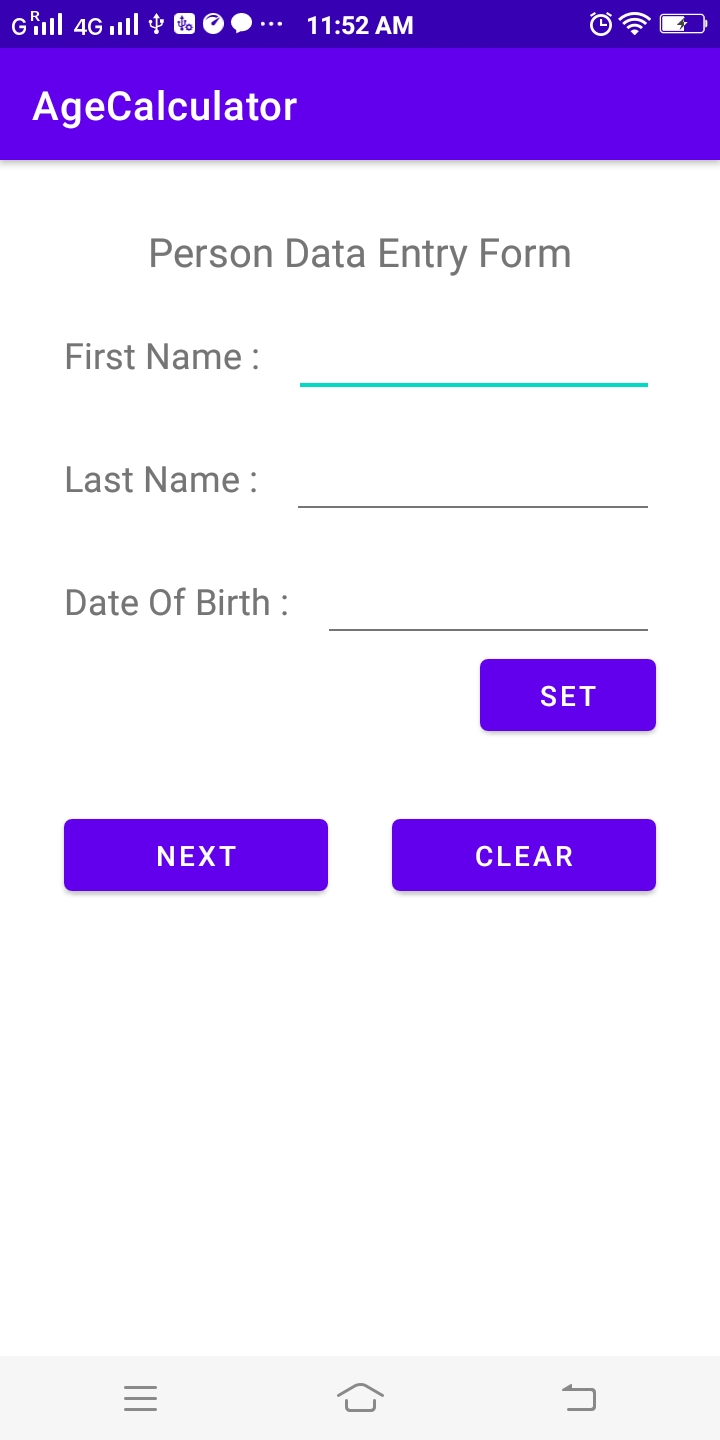 G R 4G ... 11:52 AM
AgeCalculator
Person Data Entry Form
First Name :
Last Name :
Date Of Birth :
SET
NEXT CLEAR